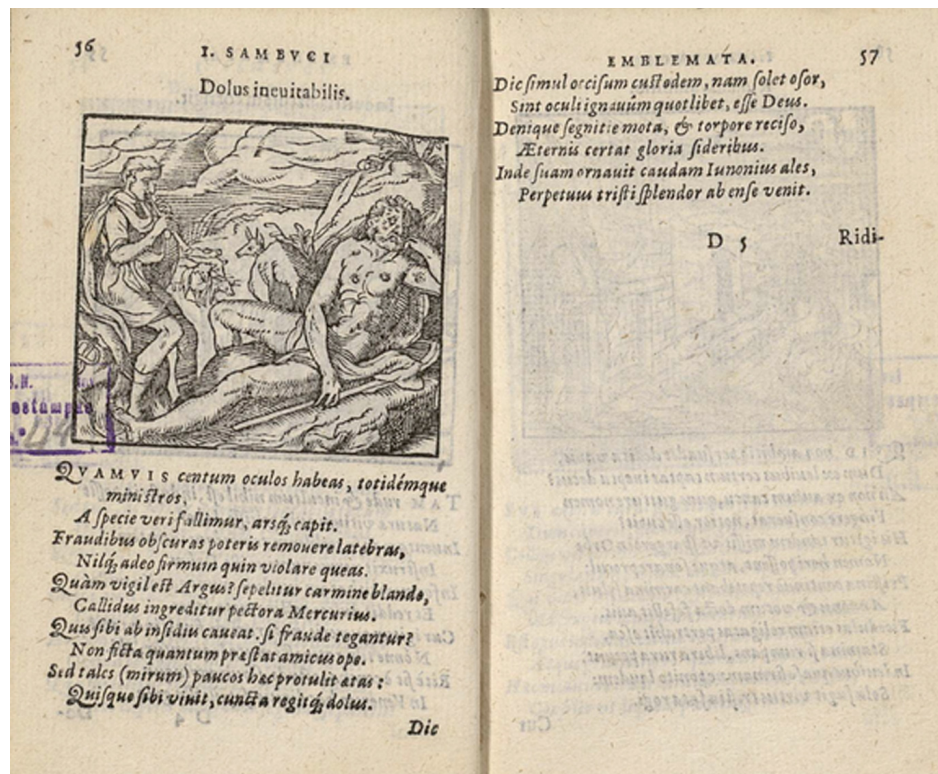 56
I. SAMBVCI
Dolus ineuitabilis.
QVAMVIS centum oculos habeas, totidémque
ministros,
A specie veri fallimur, arsq́; capit.
Fraudibus obscuras poteris remouere latebras,
Nilq́; adeo firmum quin violare queas.
Quàm vigil est Argus? sepelitur carmine blando,
Callidus ingreditur pectora Mercurius.
Quis sibi ab insidiis caueat, si fraude tegantur?
Non ficta quantum præstat amicus ope.
Sed tales (mirum) paucos hæc protulit ætas:
Quisque sibi viuit, cuncta regitq́; dolus.
Dic
EMBLEMATA.
57
Dic simul occisum custodem, nam solet osor,
Sint oculi ignauûm quotlibet, esse Deus.
Denique segnitie mota, & torpore reciso,
Æternis certat gloria sideribus.
Inde suam ornauit caudam Iunonius ales,
Perpetuus tristi splendor ab ense venit.
D 5
Ridi-